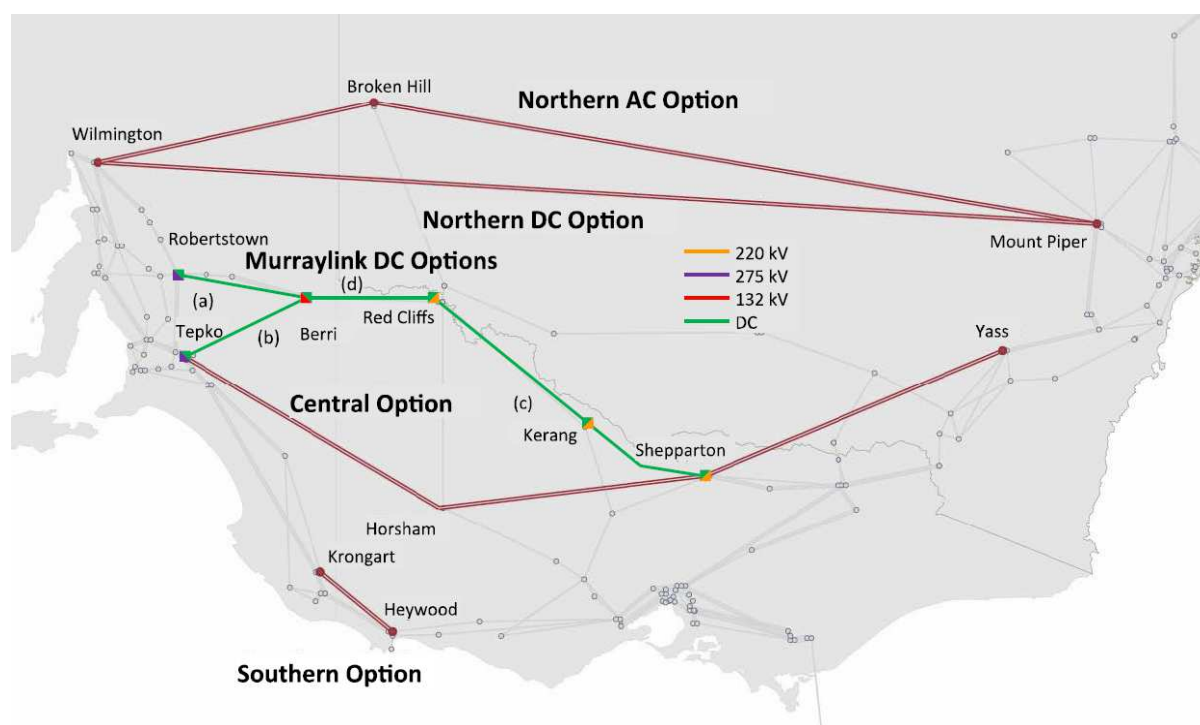 Broken Hill
Northern AC Option
Wilmington
Northern DC Option
Mount Piper
Robertstown
Murraylink DC Options
220 kV
275 kV
132 kV
DC
(a)
(d)
Red Cliffs
Tepko
(b)
Berri
Yass
Central Option
(c)
Kerang
Shepparton
Horsham
Krongart
Heywood
Southern Option